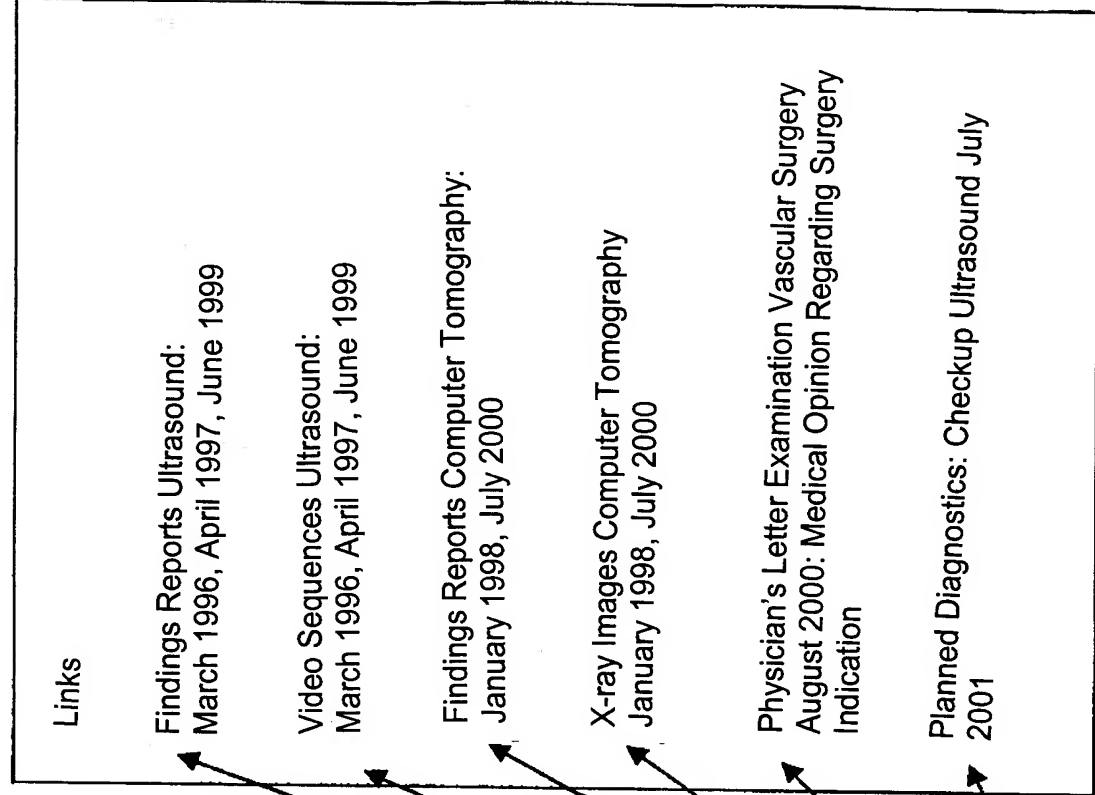 Links
Findings Reports Ultrasound:
March 1996, April 1997, June 1999
Video Sequences Ultrasound:
March 1996, April 1997, June 1999
Findings Reports Computer Tomography:
January 1998, July 2000
X-ray Images Computer Tomography
January 1998, July 2000
Physician's Letter Examination Vascular Surgery
August 2000: Medical Opinion Regarding Surgery
Indication
Planned Diagnostics: Checkup Ultrasound July
2001